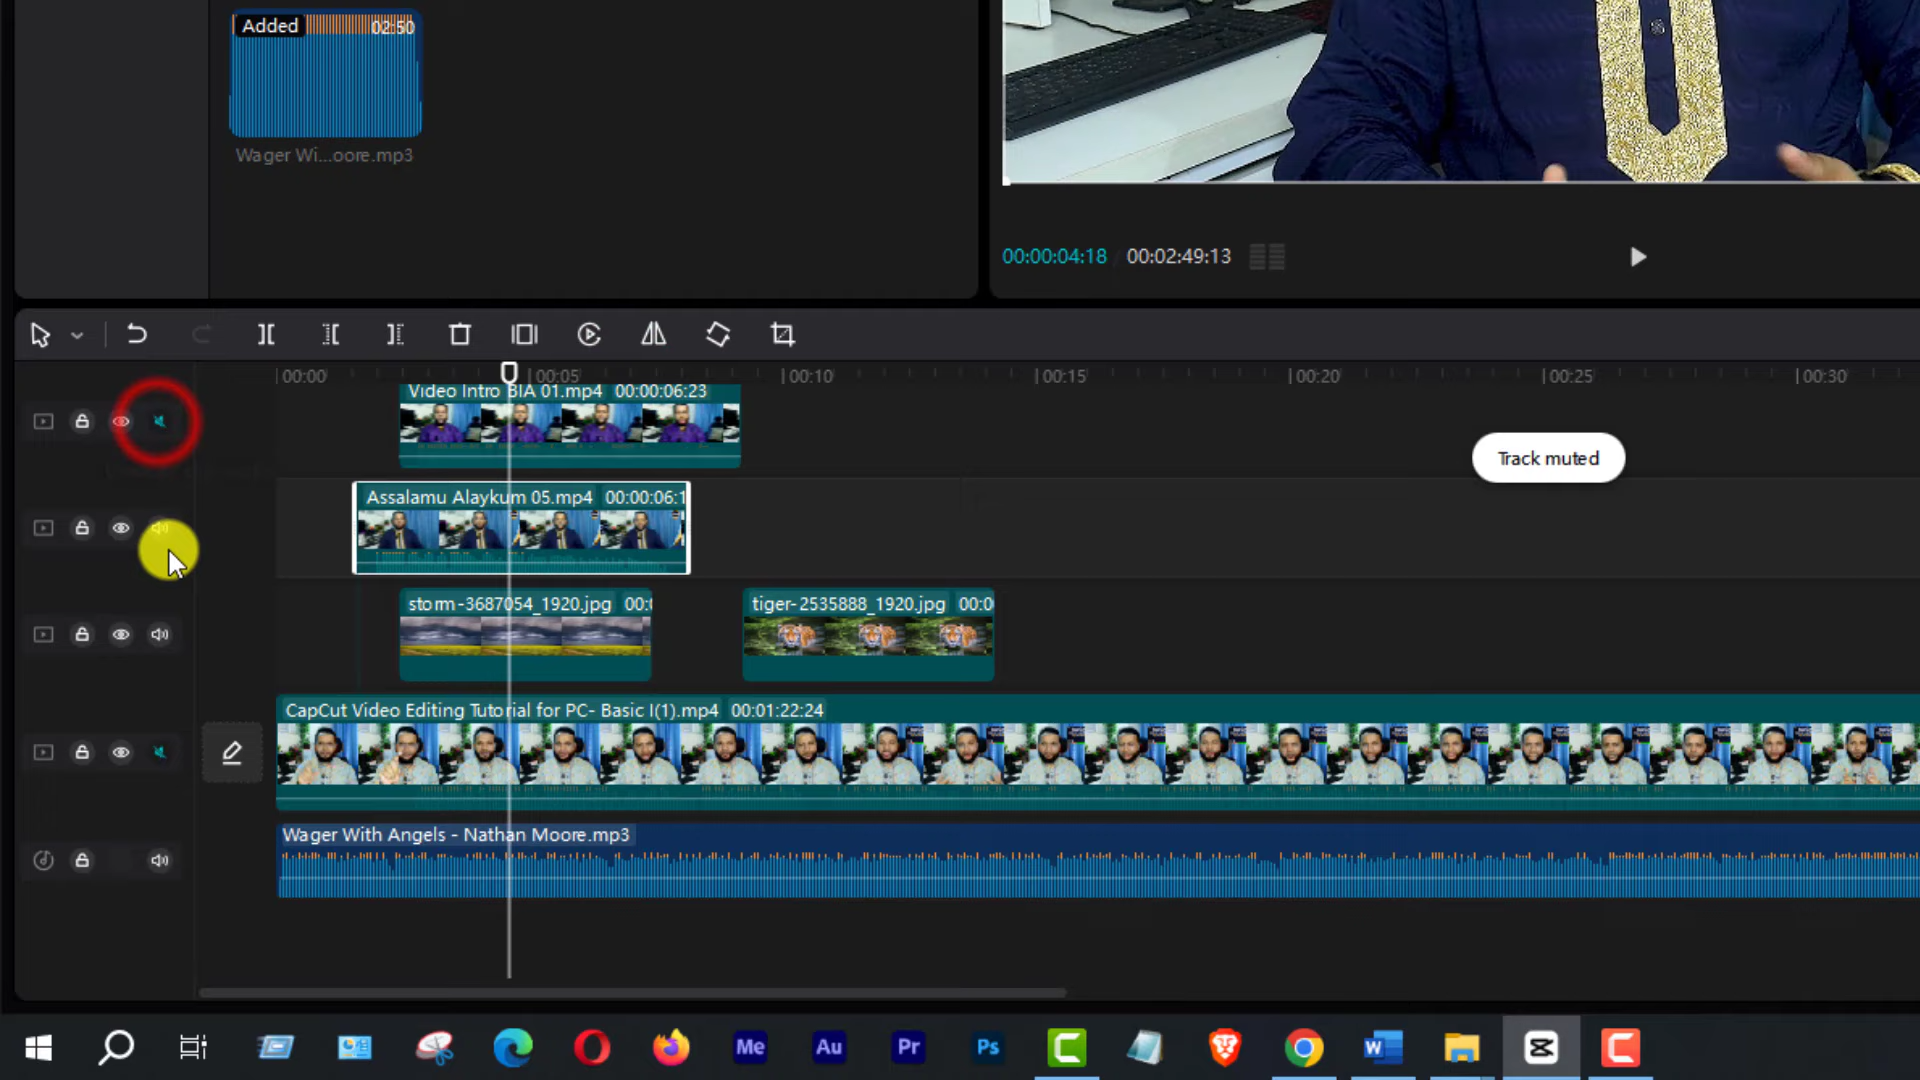 Added 02:50
Wager Wi...oore.mp3
00:00:04:18 00:02:49:13
00:00 00:05 00:10 00:15 00:20 00:25 00:30
Video Intro BIA 01.mp4 00:00:06:23
Track muted
Assalamu Alaykum 05.mp4 00:00:06:1
storm-3687054_1920.jpg 00:0
tiger-2535888_1920.jpg 00:0
CapCut Video Editing Tutorial for PC- Basic I(1).mp4 00:01:22:24
Wager With Angels - Nathan Moore.mp3
Me Au Pr Ps